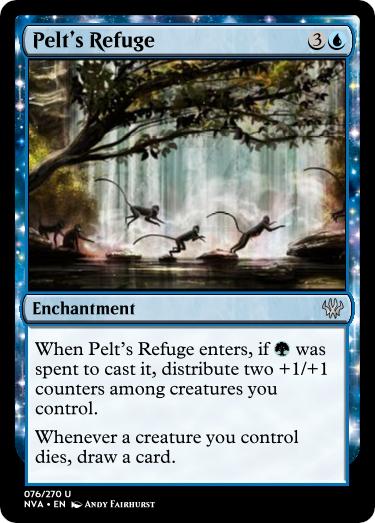 Pelt's Refuge 3
Enchantment
When Pelt's Refuge enters, if was
spent to cast it, distribute two +1/+1
counters among creatures you
control.
Whenever a creature you control
dies, draw a card.
076/270 U
NVA • EN Andy Fairhurst